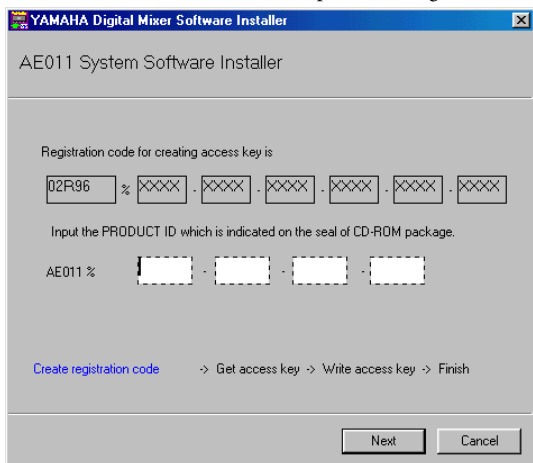 YAMAHA Digital Mixer Software Installer
AE011 System Software Installer
Registration code for creating access key is
02R96 % XXXX - XXXX - XXXX - XXXX - XXXX - XXXX
Input the PRODUCT ID which is indicated on the seal of CD-ROM package.
AE011 % - - -
Create registration code -> Get access key -> Write access key -> Finish
Next Cancel